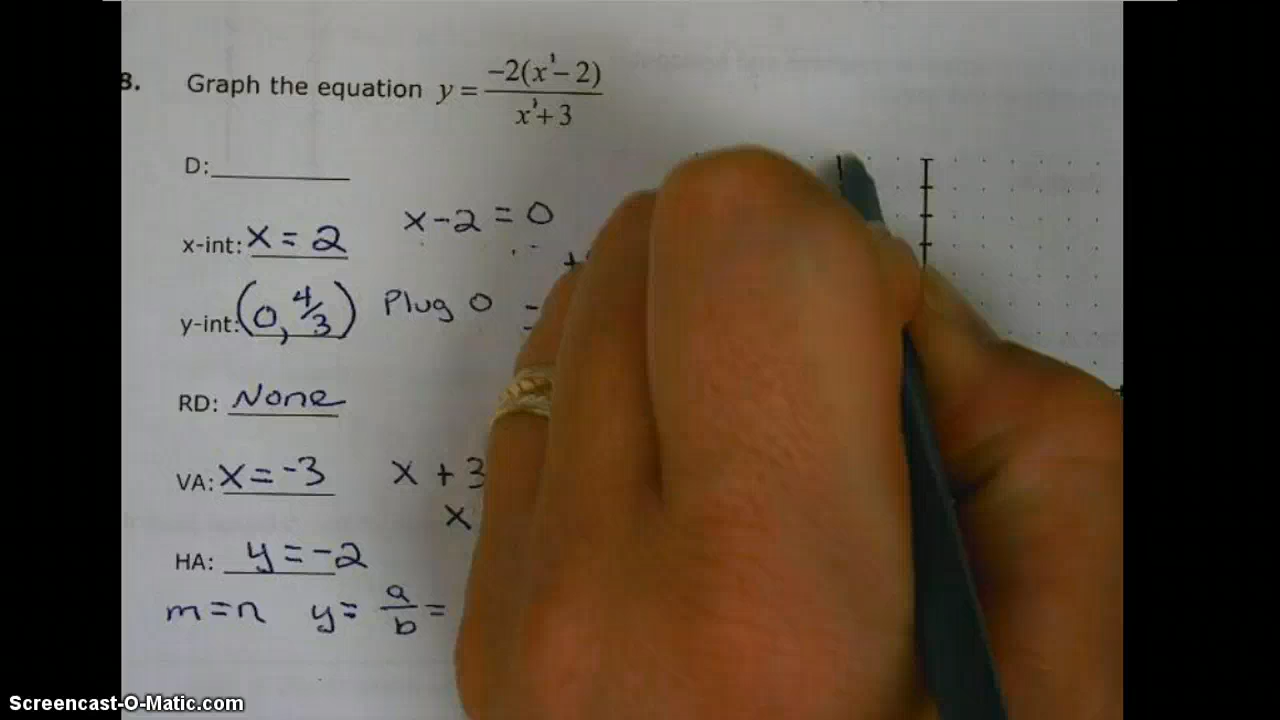 8. Graph the equation y = -2(x¹ - 2) / x¹ + 3
D:
x-int: x = 2 x - 2 = 0
y-int: (0, 4/3) Plug 0
RD: None
VA: x = -3 x + 3
x
HA: y = -2
m = n y = a/b =
Screencast-O-Matic.com